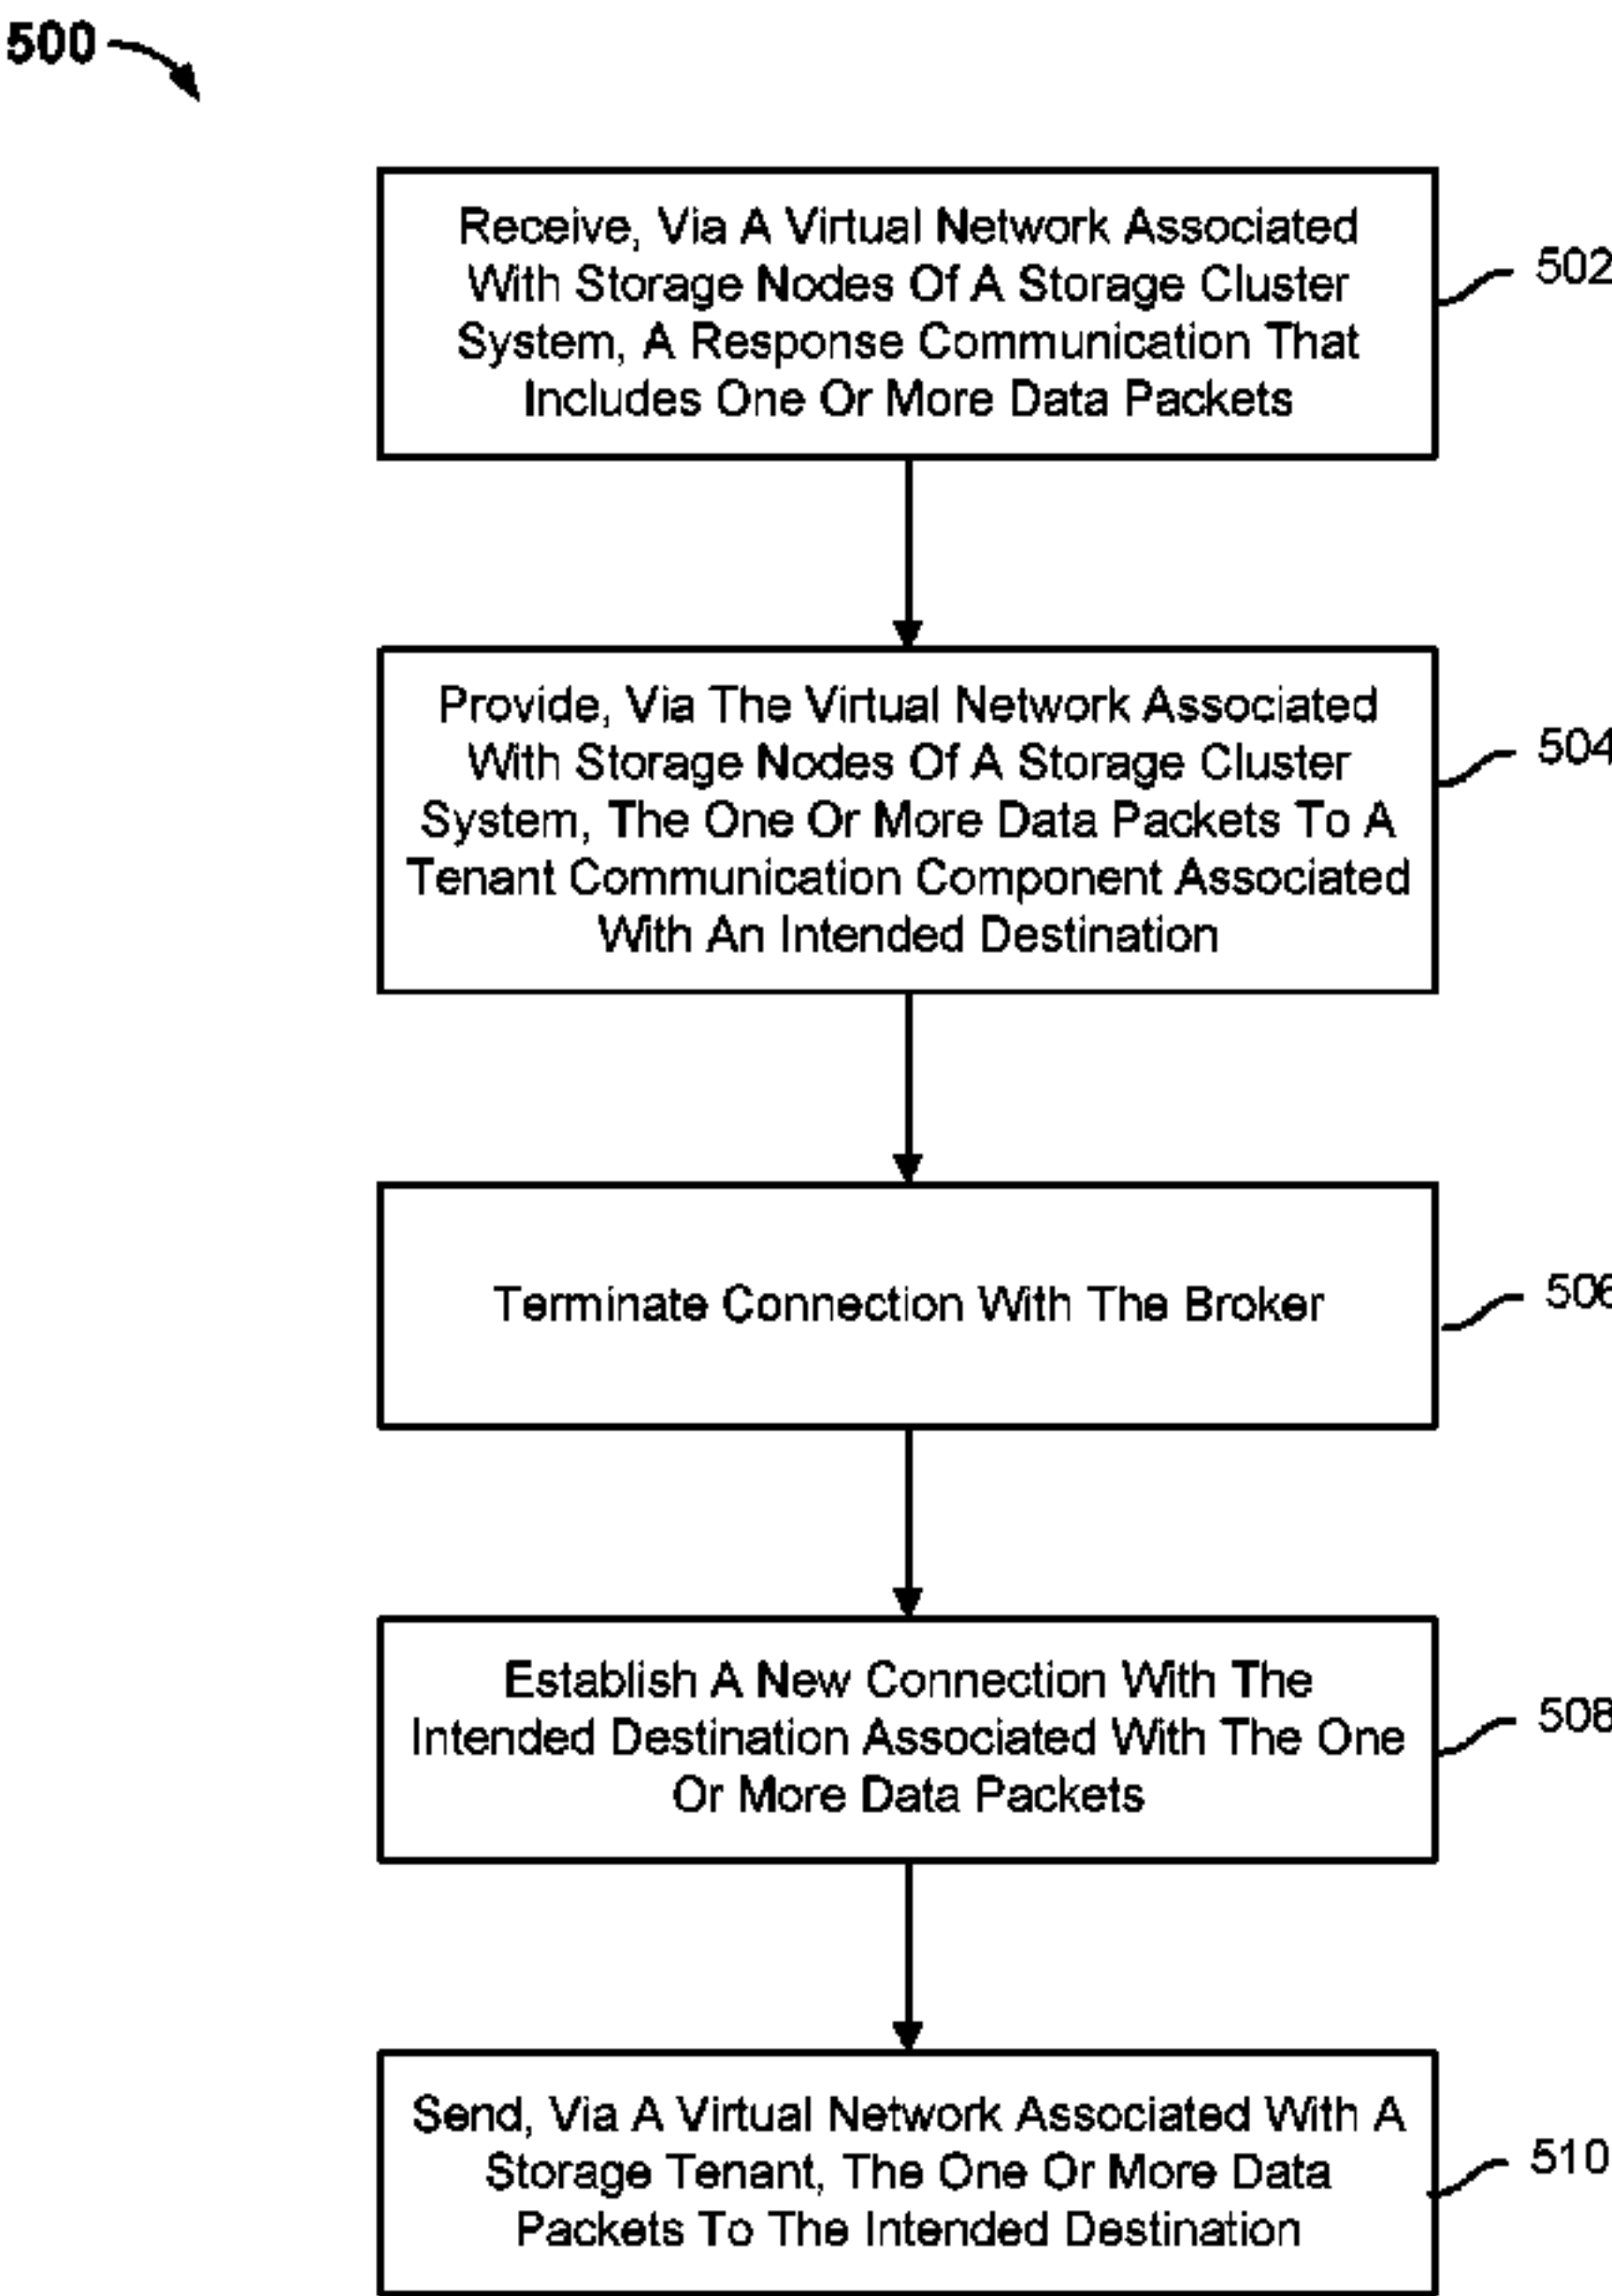 500
Receive, Via A Virtual Network Associated
With Storage Nodes Of A Storage Cluster
System, A Response Communication That
Includes One Or More Data Packets
502
Provide, Via The Virtual Network Associated
With Storage Nodes Of A Storage Cluster
System, The One Or More Data Packets To A
Tenant Communication Component Associated
With An Intended Destination
504
Terminate Connection With The Broker
506
Establish A New Connection With The
Intended Destination Associated With The One
Or More Data Packets
508
Send, Via A Virtual Network Associated With A
Storage Tenant, The One Or More Data
Packets To The Intended Destination
510